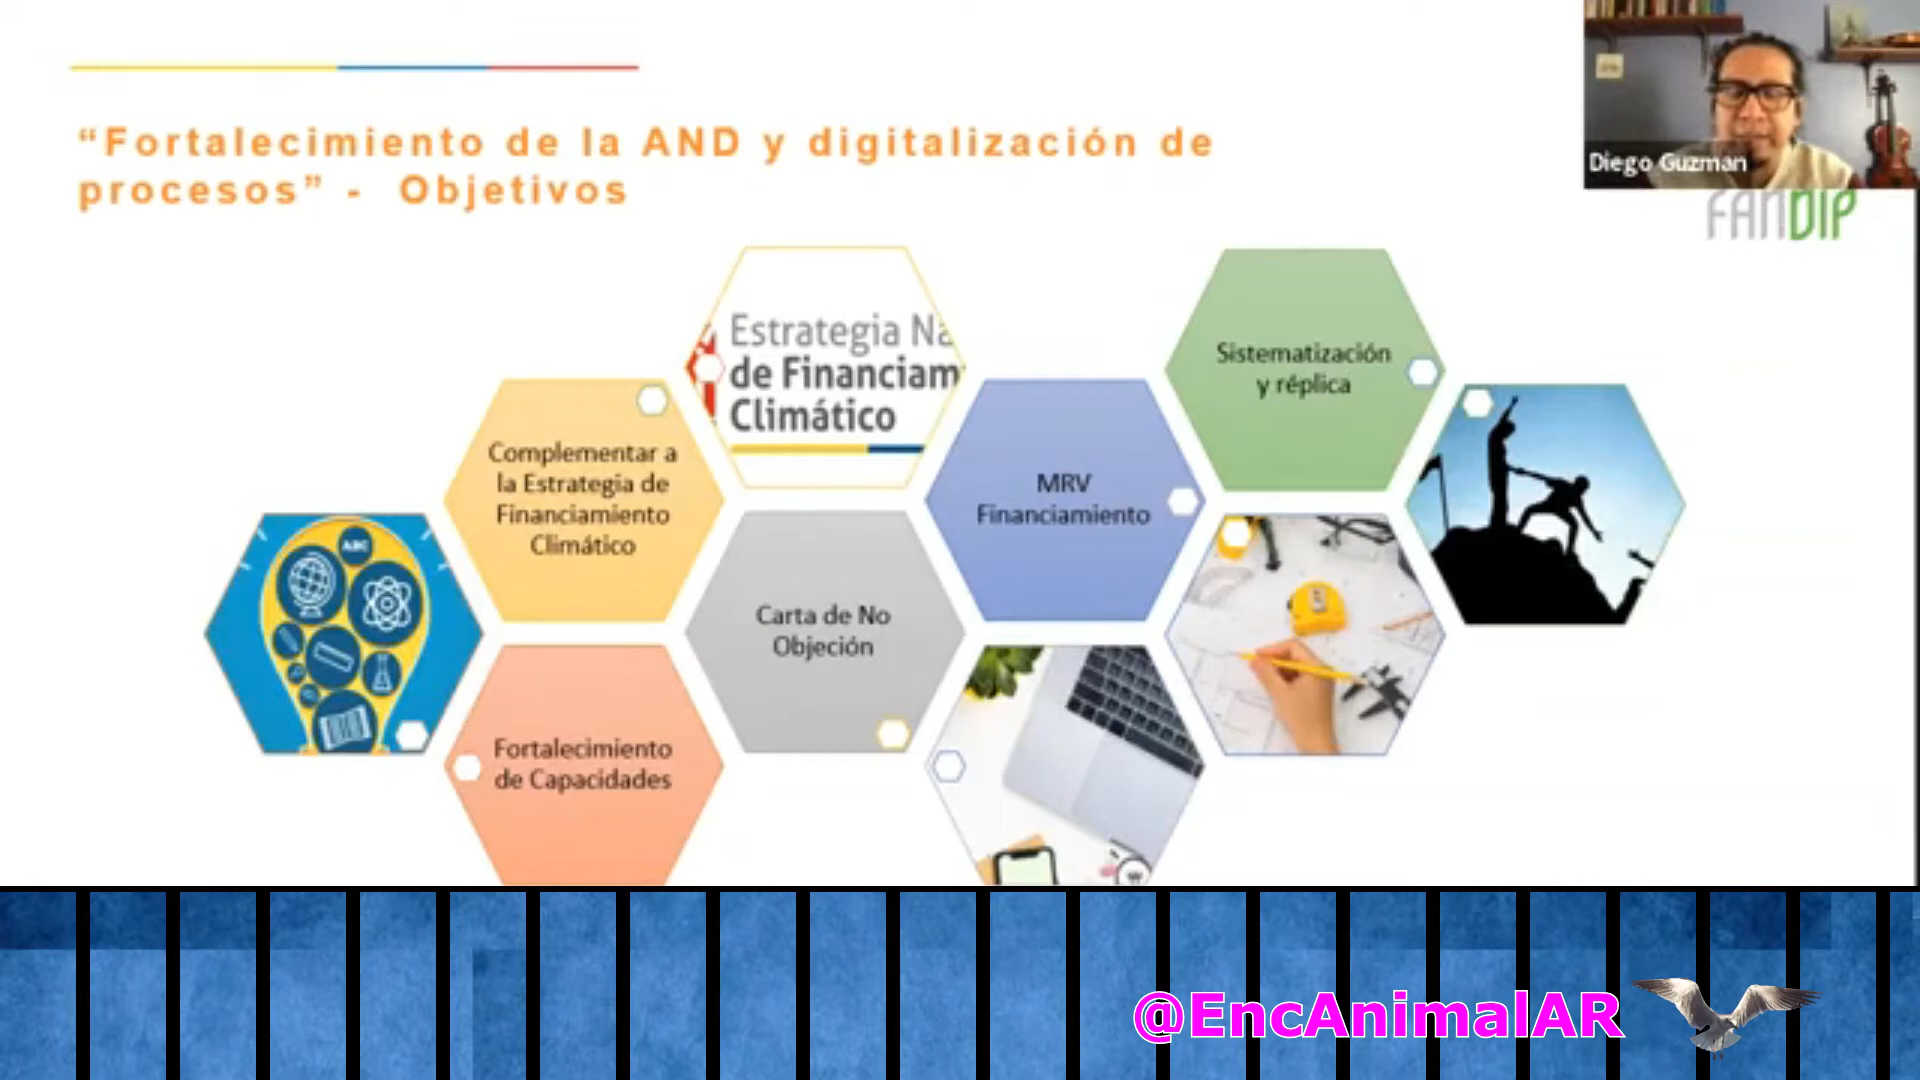 “Fortalecimiento de la AND y digitalización de
procesos” - Objetivos
Diego Guzman
FANDIP
Estrategia Na
de Financiam
Climático
Sistematización
y réplica
Complementar a
la Estrategia de
Financiamiento
Climático
MRV
Financiamiento
ABC
Carta de No
Objeción
Fortalecimiento
de Capacidades
@EncAnimalAR